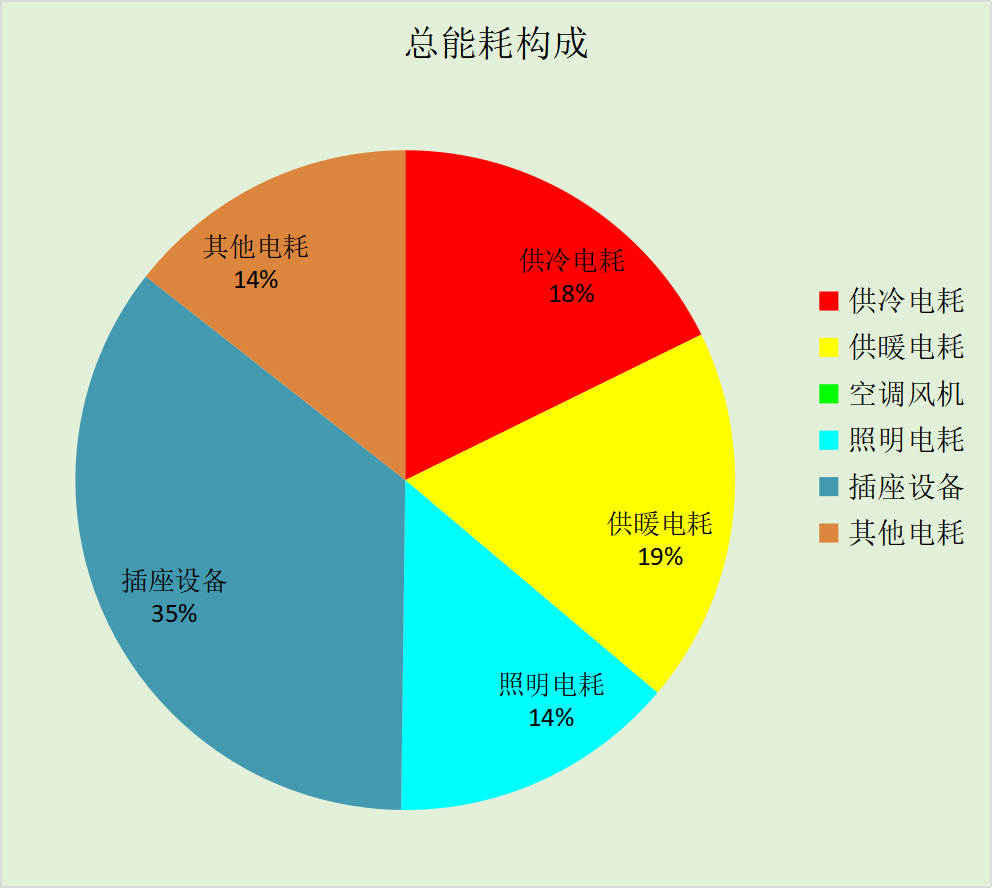 总能耗构成
其他电耗
14%
供冷电耗
18%
供暖电耗
19%
照明电耗
14%
插座设备
35%
供冷电耗
供暖电耗
空调风机
照明电耗
插座设备
其他电耗